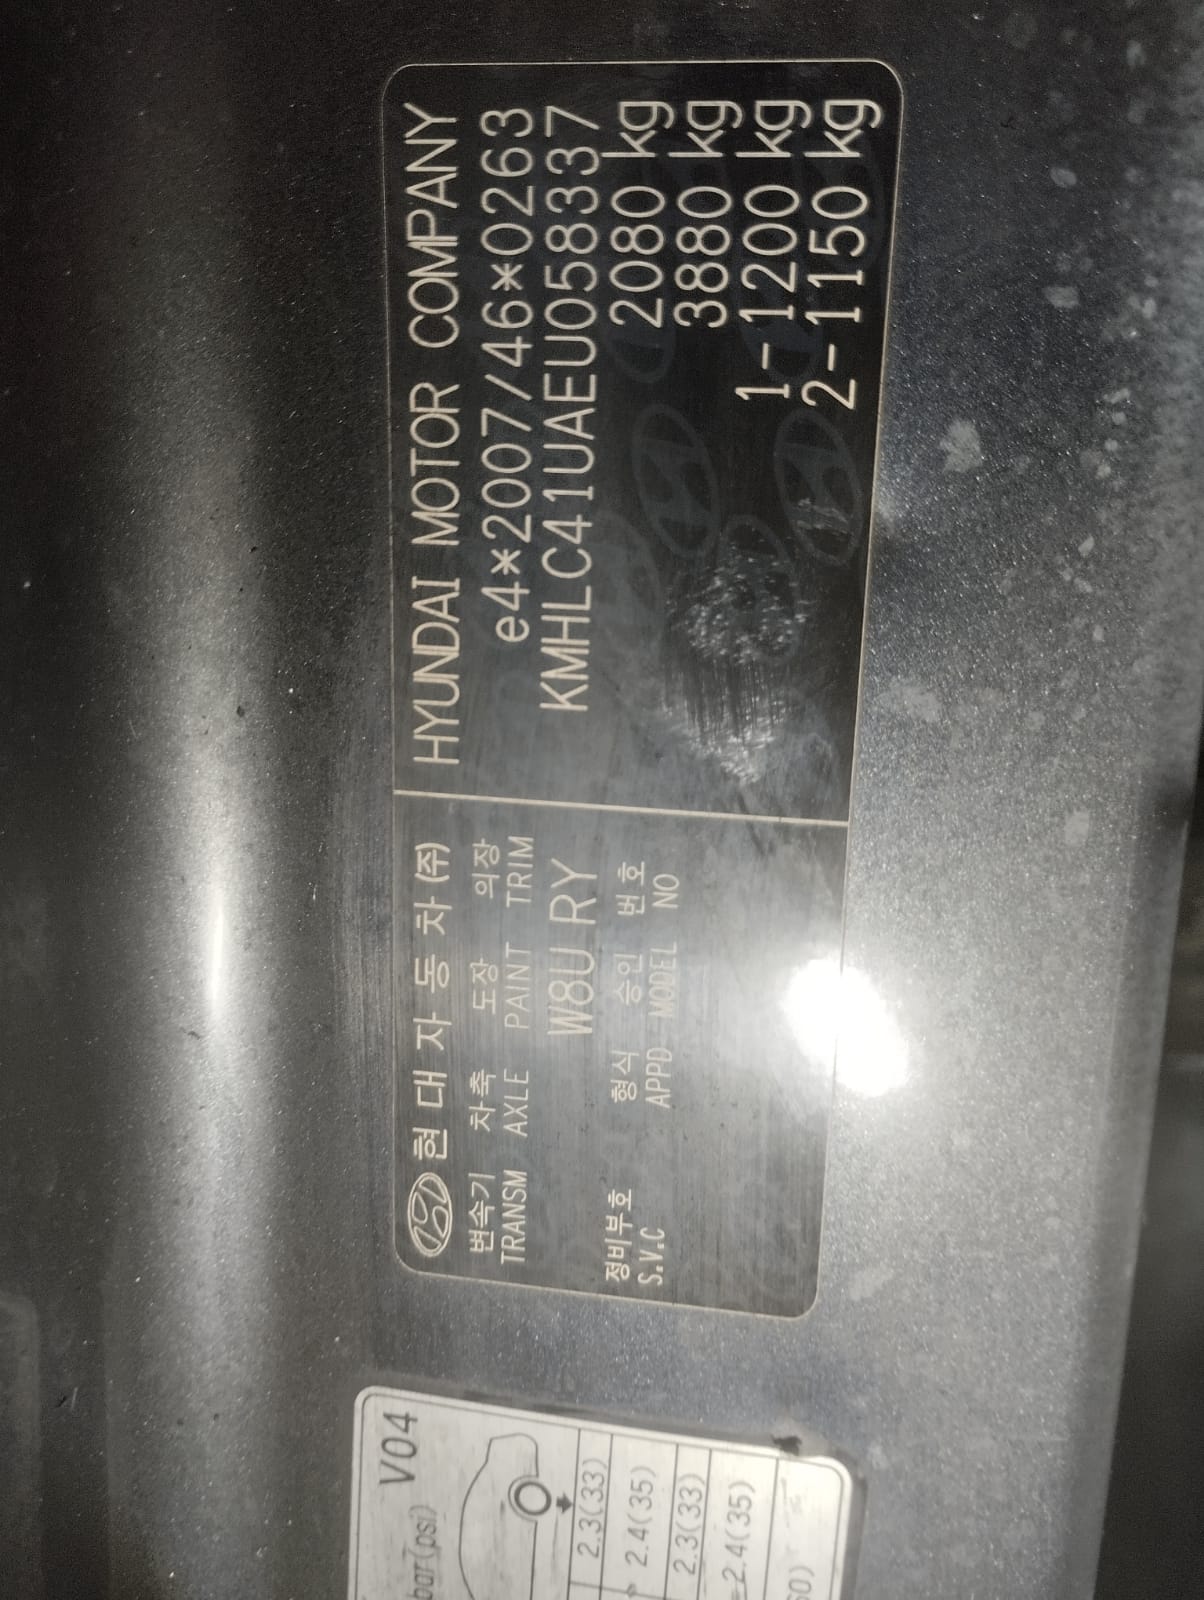 현대자동차(주)
변속기 차축 도장 의장
TRANSM AXLE PAINT TRIM
W8U RY
정비부호 형식 승인 번호
S.V.C APPD MODEL NO
HYUNDAI MOTOR COMPANY
e4*2007/46*0263
KMHLC41UAEU058337
2080 kg
3880 kg
1- 1200 kg
2- 1150 kg
V04
bar(psi)
2.3(33)
2.4(35)
2.3(33)
2.4(35)
60)